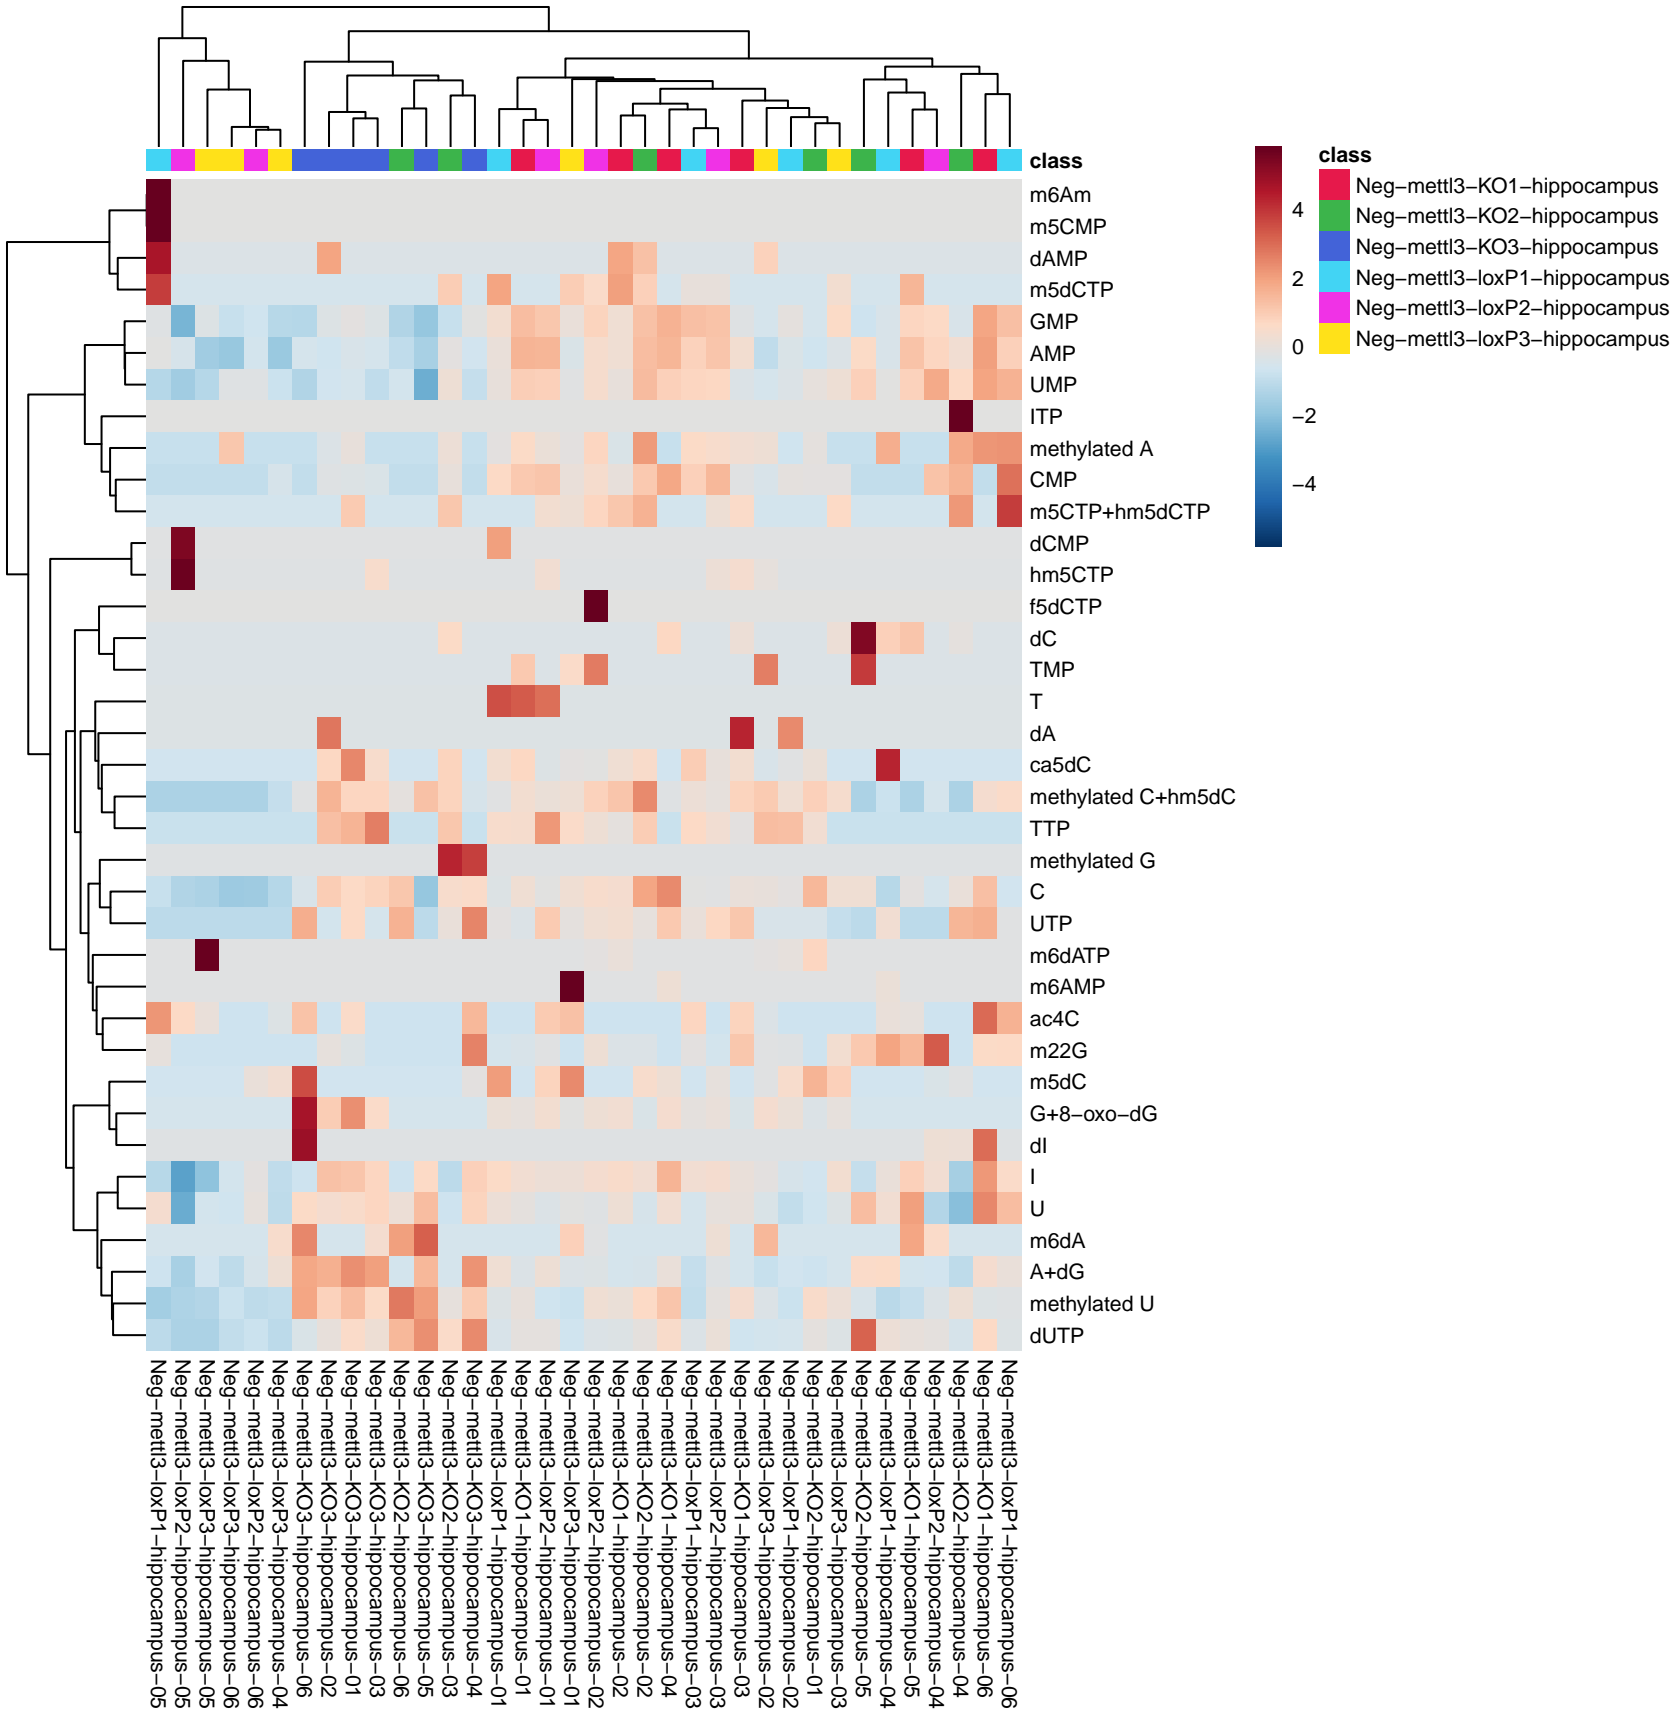 class
m6Am
m5CMP
dAMP
m5dCTP
GMP
AMP
UMP
ITP
methylated A
CMP
m5CTP+hm5dCTP
dCMP
hm5CTP
f5dCTP
dC
TMP
T
dA
ca5dC
methylated C+hm5dC
TTP
methylated G
C
UTP
m6dATP
m6AMP
ac4C
m22G
m5dC
G+8−oxo−dG
dI
I
U
m6dA
A+dG
methylated U
dUTP
4
2
0
−2
−4
class
Neg−mettl3−KO1−hippocampus
Neg−mettl3−KO2−hippocampus
Neg−mettl3−KO3−hippocampus
Neg−mettl3−loxP1−hippocampus
Neg−mettl3−loxP2−hippocampus
Neg−mettl3−loxP3−hippocampus
Neg−mettl3−loxP1−hippocampus−05
Neg−mettl3−loxP2−hippocampus−05
Neg−mettl3−loxP3−hippocampus−05
Neg−mettl3−loxP3−hippocampus−06
Neg−mettl3−loxP2−hippocampus−06
Neg−mettl3−loxP3−hippocampus−04
Neg−mettl3−KO3−hippocampus−06
Neg−mettl3−KO3−hippocampus−02
Neg−mettl3−KO3−hippocampus−01
Neg−mettl3−KO3−hippocampus−03
Neg−mettl3−KO2−hippocampus−06
Neg−mettl3−KO3−hippocampus−05
Neg−mettl3−KO2−hippocampus−03
Neg−mettl3−KO3−hippocampus−04
Neg−mettl3−loxP1−hippocampus−01
Neg−mettl3−KO1−hippocampus−01
Neg−mettl3−loxP2−hippocampus−01
Neg−mettl3−loxP3−hippocampus−01
Neg−mettl3−loxP2−hippocampus−02
Neg−mettl3−KO1−hippocampus−02
Neg−mettl3−KO2−hippocampus−02
Neg−mettl3−KO1−hippocampus−04
Neg−mettl3−loxP1−hippocampus−03
Neg−mettl3−loxP2−hippocampus−03
Neg−mettl3−KO1−hippocampus−03
Neg−mettl3−loxP3−hippocampus−02
Neg−mettl3−loxP1−hippocampus−02
Neg−mettl3−KO2−hippocampus−01
Neg−mettl3−loxP3−hippocampus−03
Neg−mettl3−KO2−hippocampus−05
Neg−mettl3−loxP1−hippocampus−04
Neg−mettl3−KO1−hippocampus−05
Neg−mettl3−loxP2−hippocampus−04
Neg−mettl3−KO2−hippocampus−04
Neg−mettl3−KO1−hippocampus−06
Neg−mettl3−loxP1−hippocampus−06